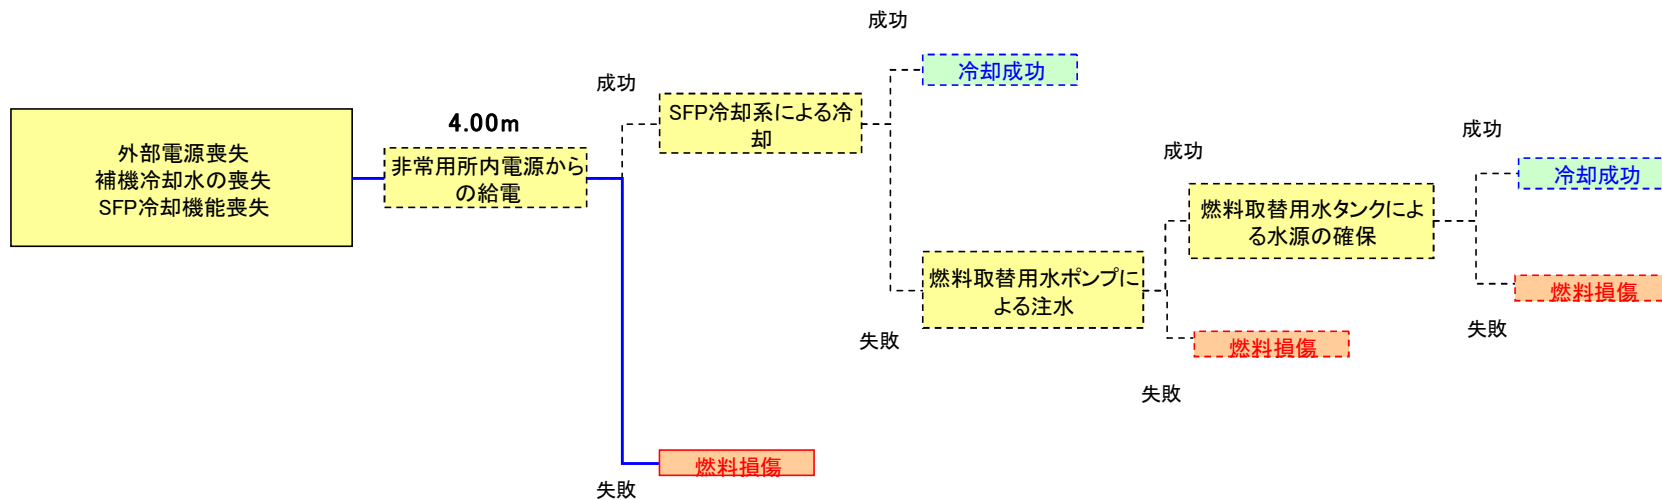 外部電源喪失
補機冷却水の喪失
SFP冷却機能喪失
4.00m
非常用所内電源から
の給電
成功
SFP冷却系による冷
却
成功
冷却成功
失敗
燃料取替用水ポンプに
よる注水
成功
燃料取替用水タンクによ
る水源の確保
成功
冷却成功
燃料損傷
失敗
燃料損傷
失敗
燃料損傷
失敗